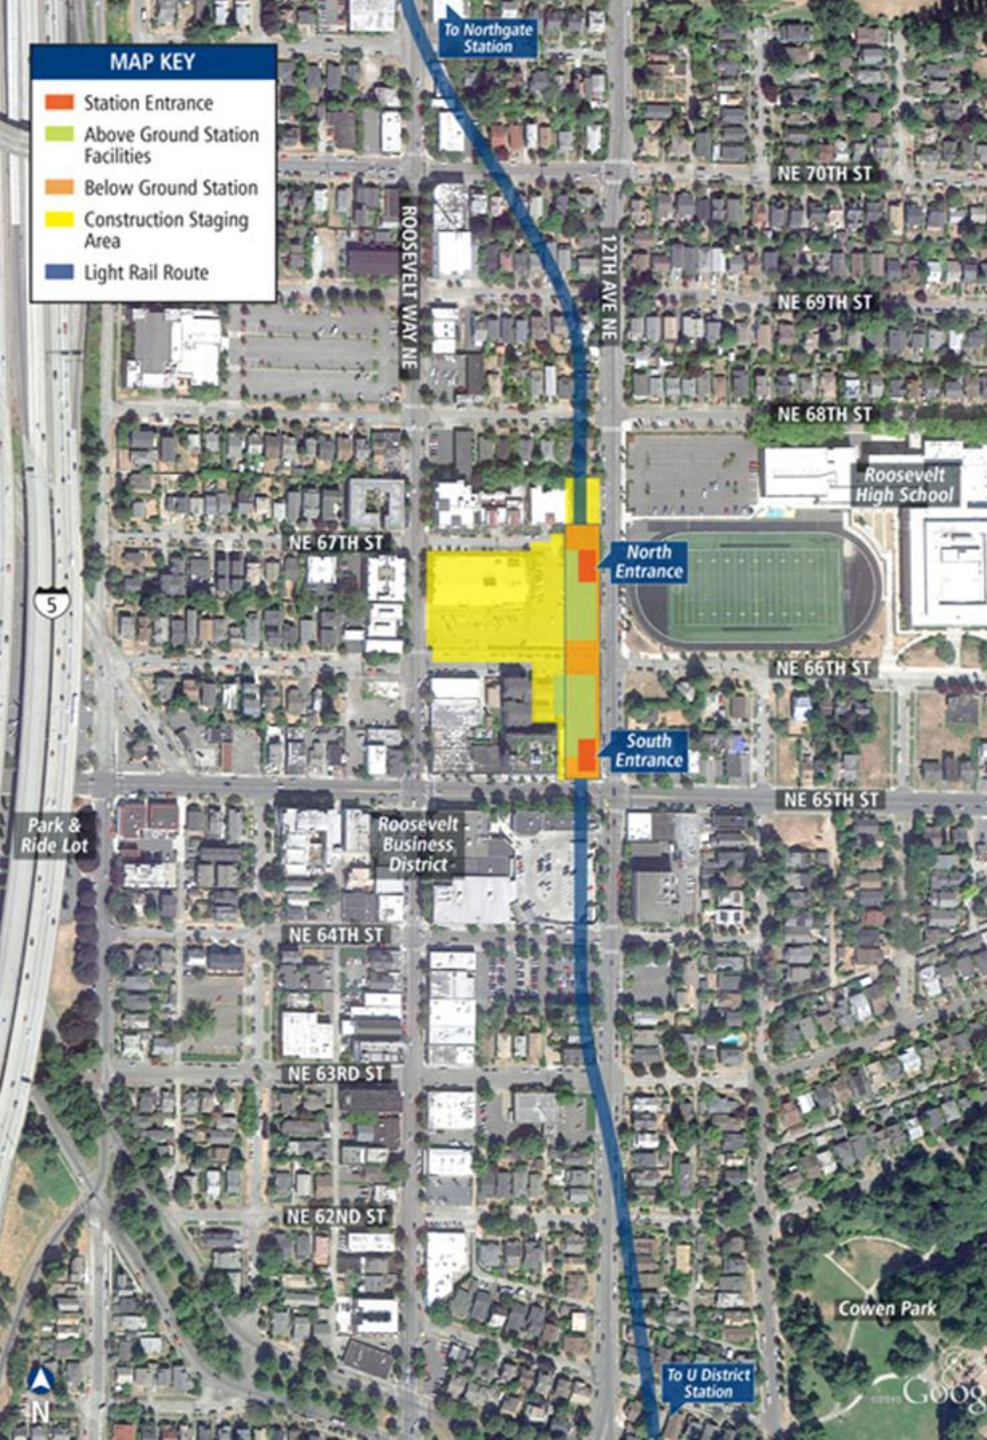 To Northgate
Station
MAP KEY
Station Entrance
Above Ground Station
Facilities
Below Ground Station
Construction Staging
Area
Light Rail Route
NE 70TH ST
ROOSEVELT WAY NE
12TH AVE NE
NE 69TH ST
NE 68TH ST
Roosevelt
High School
NE 67TH ST
North
Entrance
5
NE 66TH ST
South
Entrance
NE 65TH ST
Park &
Ride Lot
Roosevelt
Business
District
NE 64TH ST
NE 63RD ST
NE 62ND ST
Cowen Park
To U District
Station
N
Goog